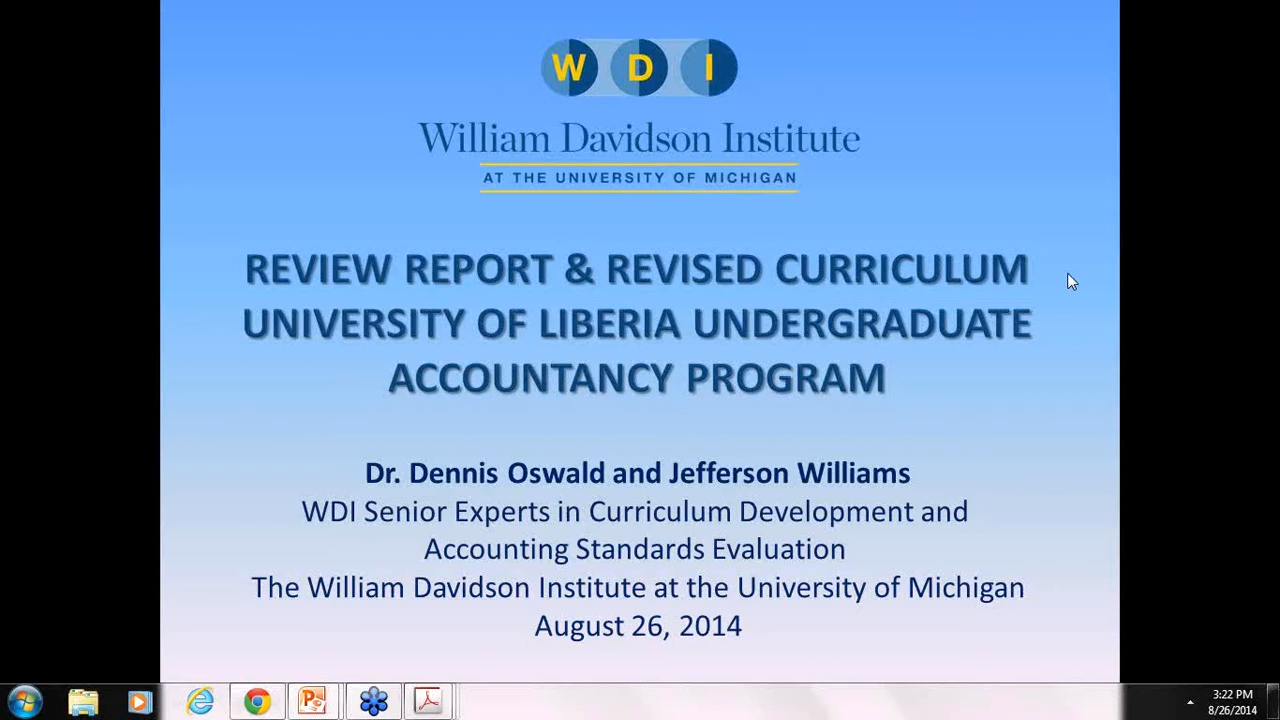 W D I
William Davidson Institute
AT THE UNIVERSITY OF MICHIGAN
REVIEW REPORT & REVISED CURRICULUM
UNIVERSITY OF LIBERIA UNDERGRADUATE
ACCOUNTANCY PROGRAM
Dr. Dennis Oswald and Jefferson Williams
WDI Senior Experts in Curriculum Development and
Accounting Standards Evaluation
The William Davidson Institute at the University of Michigan
August 26, 2014
3:22 PM
8/26/2014